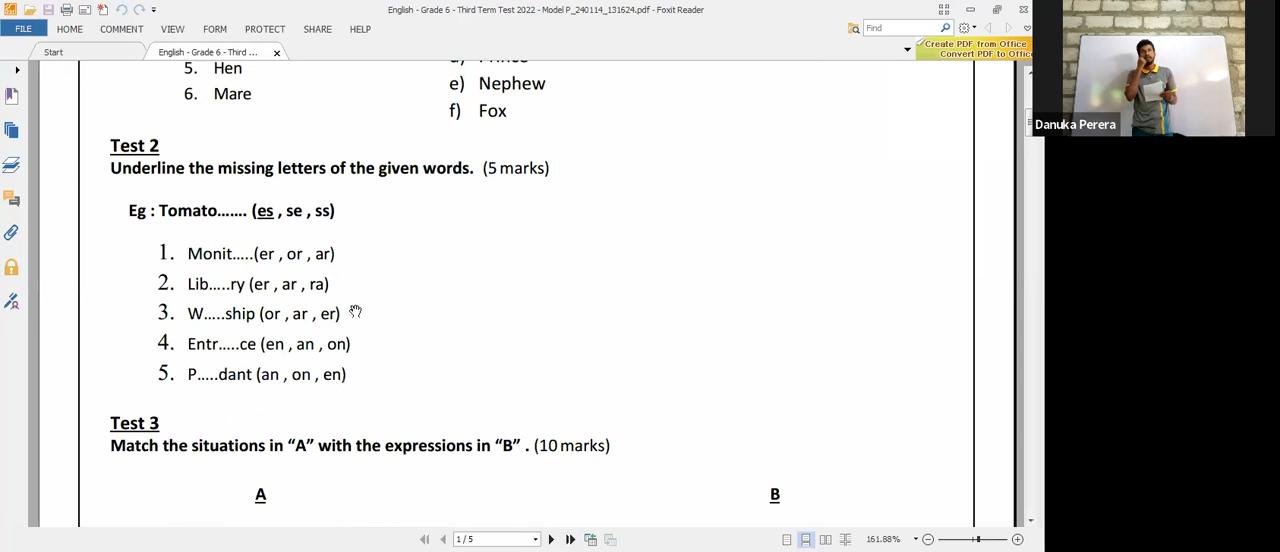 English - Grade 6 - Third Term Test 2022 - Model P_240114_131624.pdf - Foxit Reader
FILE HOME COMMENT VIEW FORM PROTECT SHARE HELP
Find
Start English - Grade 6 - Third ...
Create PDF from Office
Convert PDF to Offic
5. Hen
6. Mare
e) Nephew
f) Fox
Test 2
Underline the missing letters of the given words. (5 marks)
Eg : Tomato……. (es , se , ss)
1. Monit…..(er , or , ar)
2. Lib…..ry (er , ar , ra)
3. W…..ship (or , ar , er)
4. Entr…..ce (en , an , on)
5. P…..dant (an , on , en)
Test 3
Match the situations in “A” with the expressions in “B” . (10 marks)
A B
1 / 5
161.88%
Danuka Perera